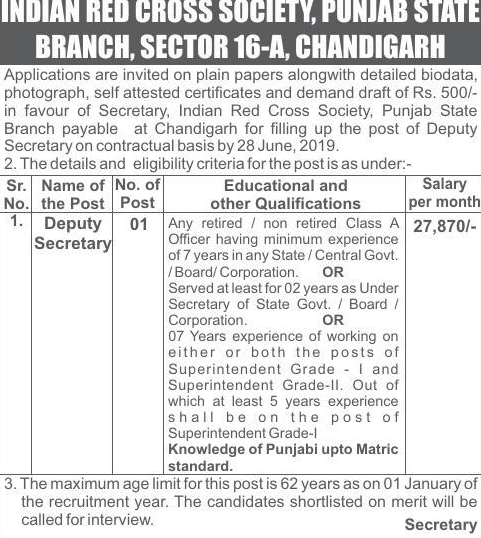 INDIAN RED CROSS SOCIETY, PUNJAB STATE
BRANCH, SECTOR 16-A, CHANDIGARH
Applications are invited on plain papers alongwith detailed biodata,
photograph, self attested certificates and demand draft of Rs. 500/-
in favour of Secretary, Indian Red Cross Society, Punjab State
Branch payable at Chandigarh for filling up the post of Deputy
Secretary on contractual basis by 28 June, 2019.
2. The details and eligibility criteria for the post is as under:-
Sr. No.
Name of the Post
No. of Post
Educational and other Qualifications
Salary per month
1.
Deputy
Secretary
01
Any retired / non retired Class A
Officer having minimum experience
of 7 years in any State / Central Govt.
/ Board/ Corporation. OR
Served at least for 02 years as Under
Secretary of State Govt. / Board /
Corporation. OR
07 Years experience of working on
either or both the posts of
Superintendent Grade - I and
Superintendent Grade-II. Out of
which at least 5 years experience
shall be on the post of
Superintendent Grade-I
Knowledge of Punjabi upto Matric
standard.
27,870/-
3. The maximum age limit for this post is 62 years as on 01 January of
the recruitment year. The candidates shortlisted on merit will be
called for interview.
Secretary